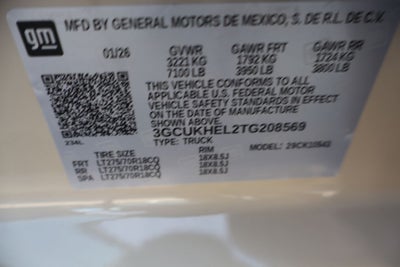 gm
MFD BY GENERAL MOTORS DE MEXICO, S. DE R.L. DE C.V.
01/26 GVWR GAWR FRT GAWR RR
3221 KG 1792 KG 1724 KG
7100 LB 3950 LB 3800 LB
THIS VEHICLE CONFORMS TO ALL
APPLICABLE U.S. FEDERAL MOTOR
IN EFFECT ON
THE DATE OF MANUFACTURE
SHOWN ABOVE.
3GCUKHEL2TG208569
TYPE: TRUCK MODEL:
234L
TIRE SIZE RIM
FRT LT275/70R18CQ 18X8.5J
RR LT275/70R18CQ 18X8.5J
SPA LT275/70R18CQ 18X8.5J